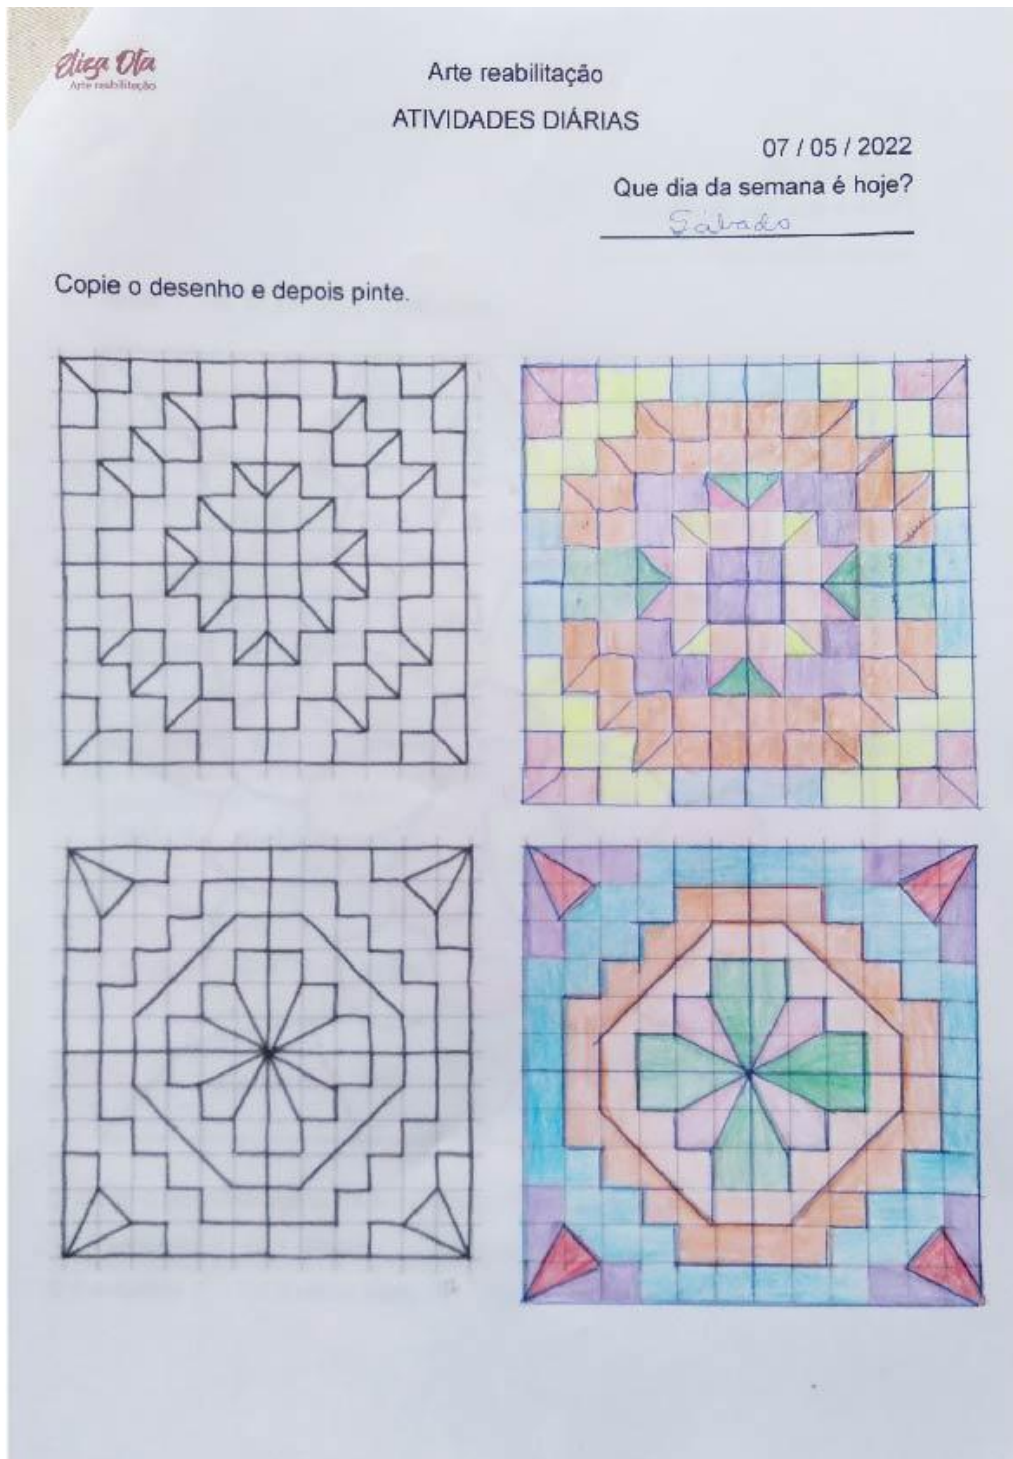 Eliza Ota
Arte reabilitação
Arte reabilitação
ATIVIDADES DIÁRIAS
07 / 05 / 2022
Que dia da semana é hoje?
Sábado
Copie o desenho e depois pinte.